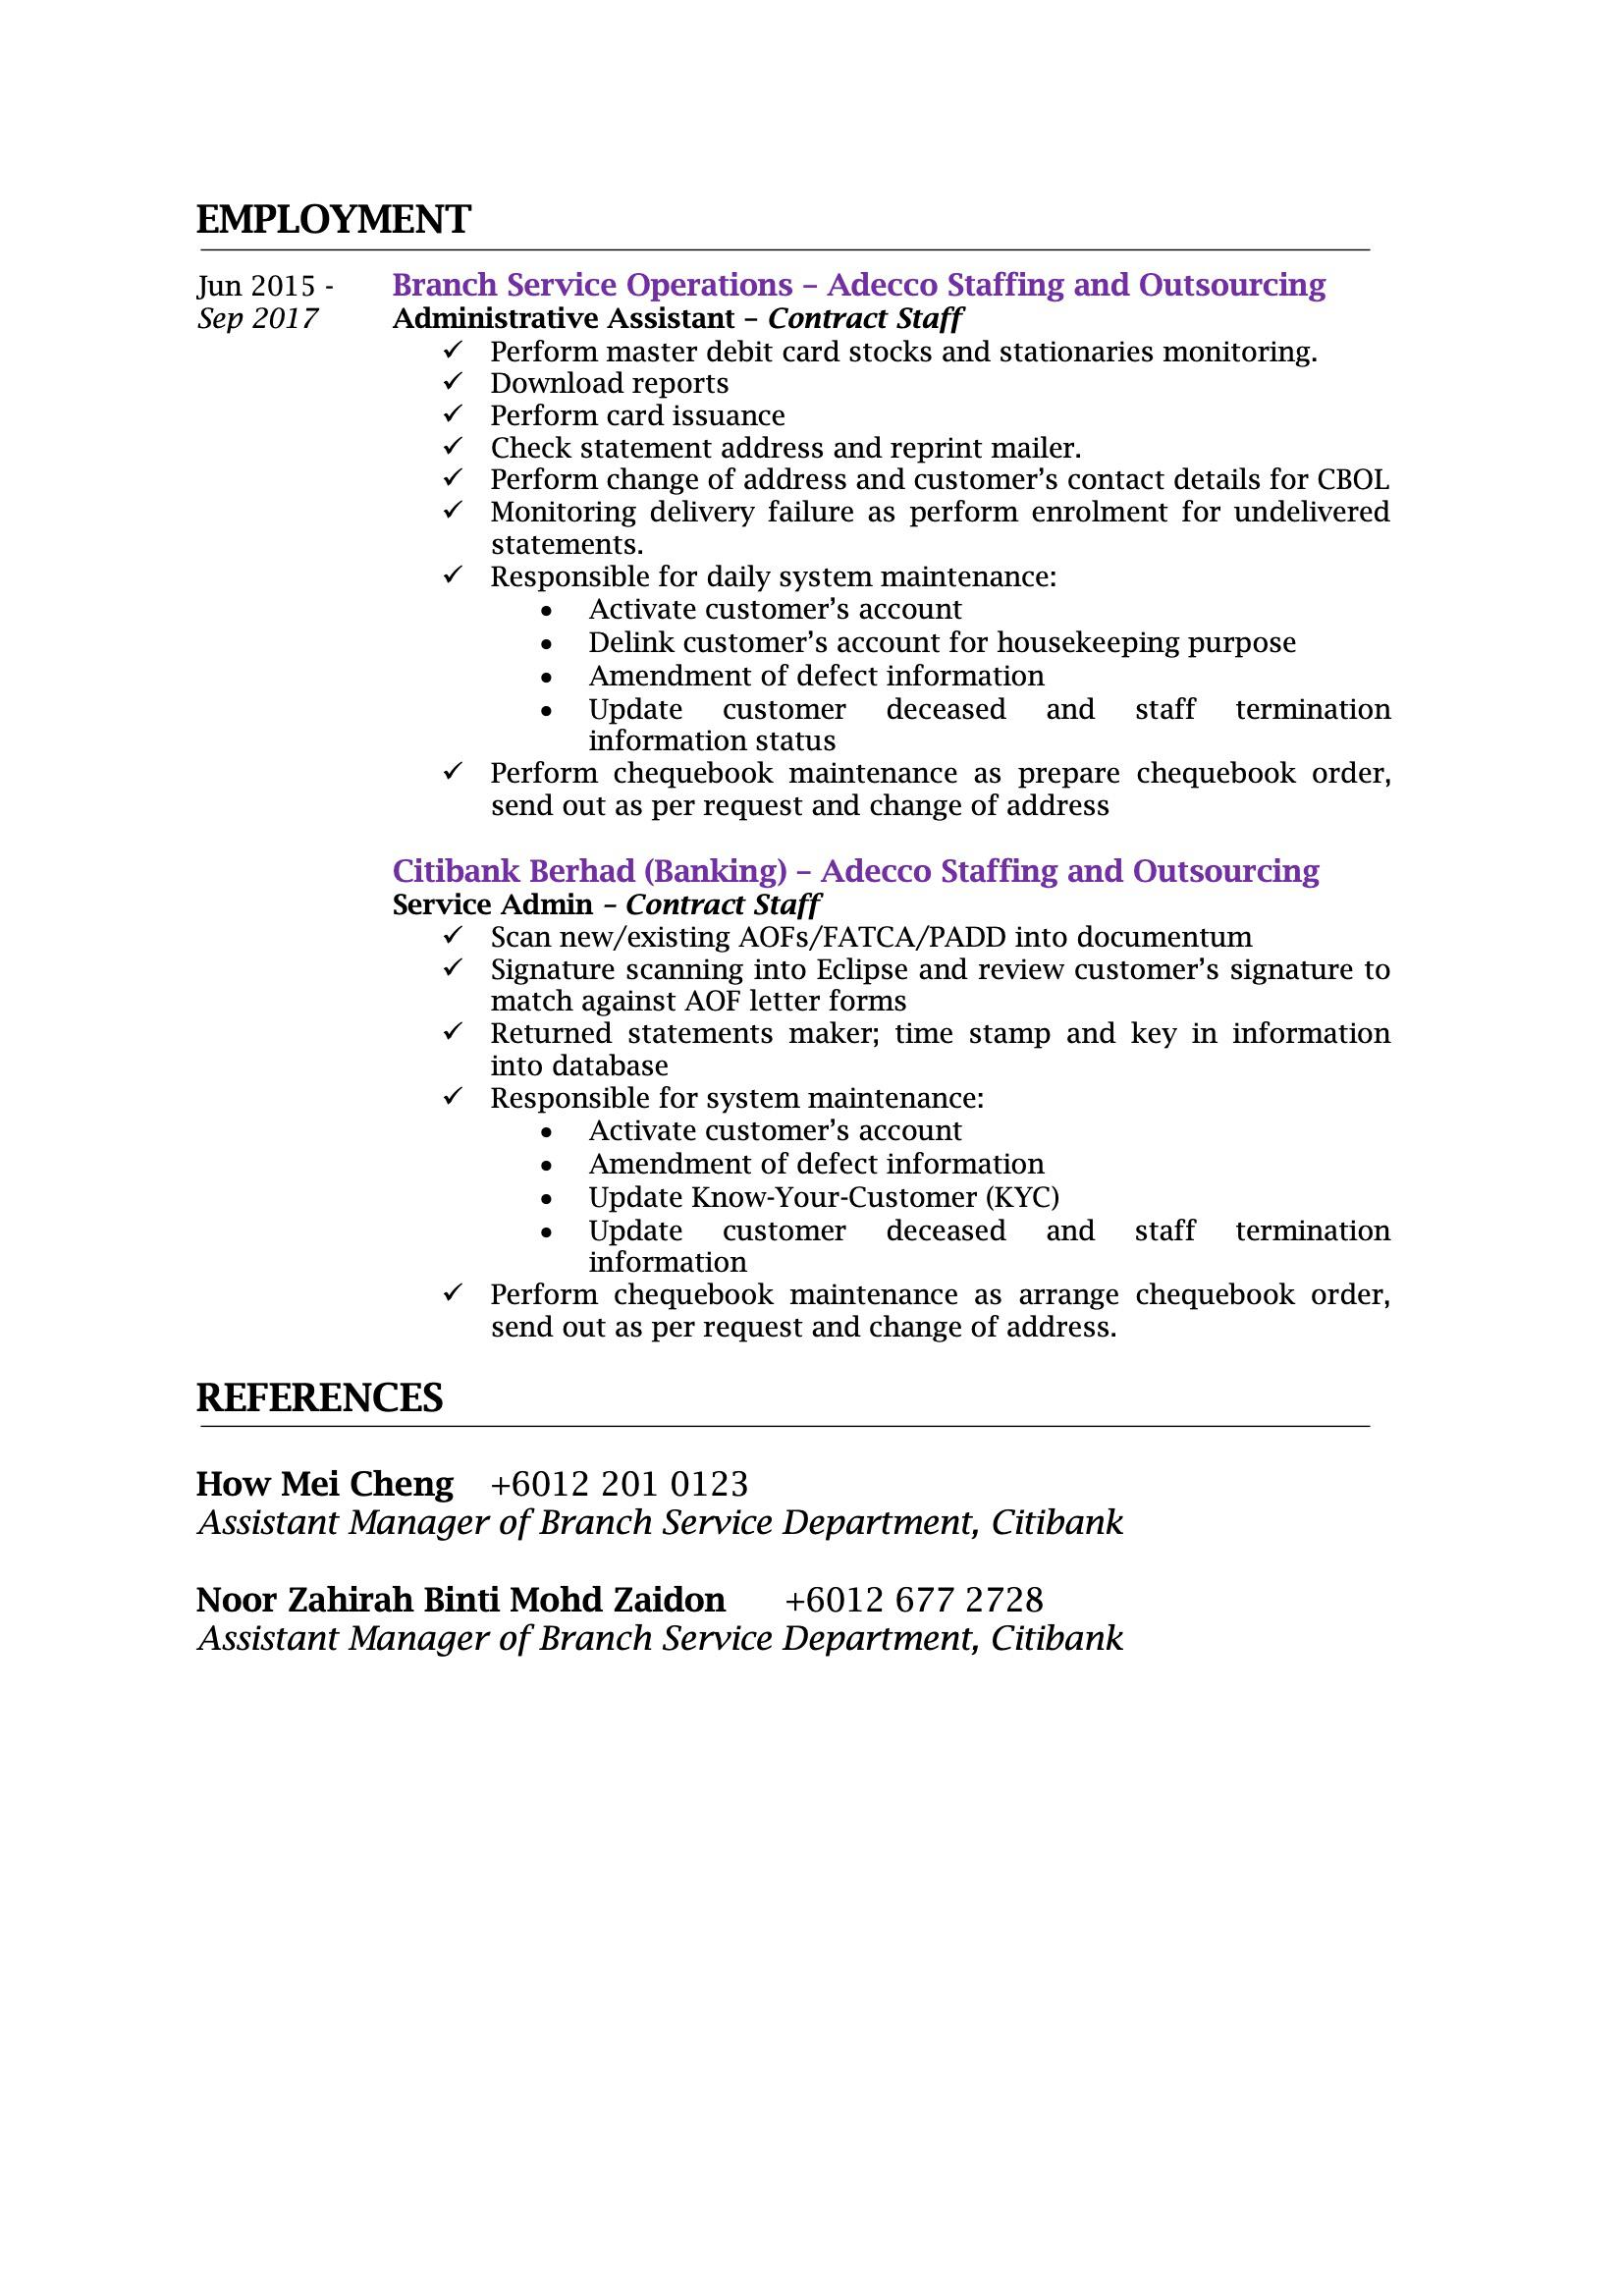 EMPLOYMENT
Jun 2015 - Branch Service Operations – Adecco Staffing and Outsourcing
Sep 2017 Administrative Assistant – Contract Staff
✓ Perform master debit card stocks and stationaries monitoring.
✓ Download reports
✓ Perform card issuance
✓ Check statement address and reprint mailer.
✓ Perform change of address and customer’s contact details for CBOL
✓ Monitoring delivery failure as perform enrolment for undelivered
statements.
✓ Responsible for daily system maintenance:
• Activate customer’s account
• Delink customer’s account for housekeeping purpose
• Amendment of defect information
• Update customer deceased and staff termination
information status
✓ Perform chequebook maintenance as prepare chequebook order,
send out as per request and change of address
Citibank Berhad (Banking) – Adecco Staffing and Outsourcing
Service Admin – Contract Staff
✓ Scan new/existing AOFs/FATCA/PADD into documentum
✓ Signature scanning into Eclipse and review customer’s signature to
match against AOF letter forms
✓ Returned statements maker; time stamp and key in information
into database
✓ Responsible for system maintenance:
• Activate customer’s account
• Amendment of defect information
• Update Know-Your-Customer (KYC)
• Update customer deceased and staff termination
information
✓ Perform chequebook maintenance as arrange chequebook order,
send out as per request and change of address.
REFERENCES
How Mei Cheng +6012 201 0123
Assistant Manager of Branch Service Department, Citibank
Noor Zahirah Binti Mohd Zaidon +6012 677 2728
Assistant Manager of Branch Service Department, Citibank